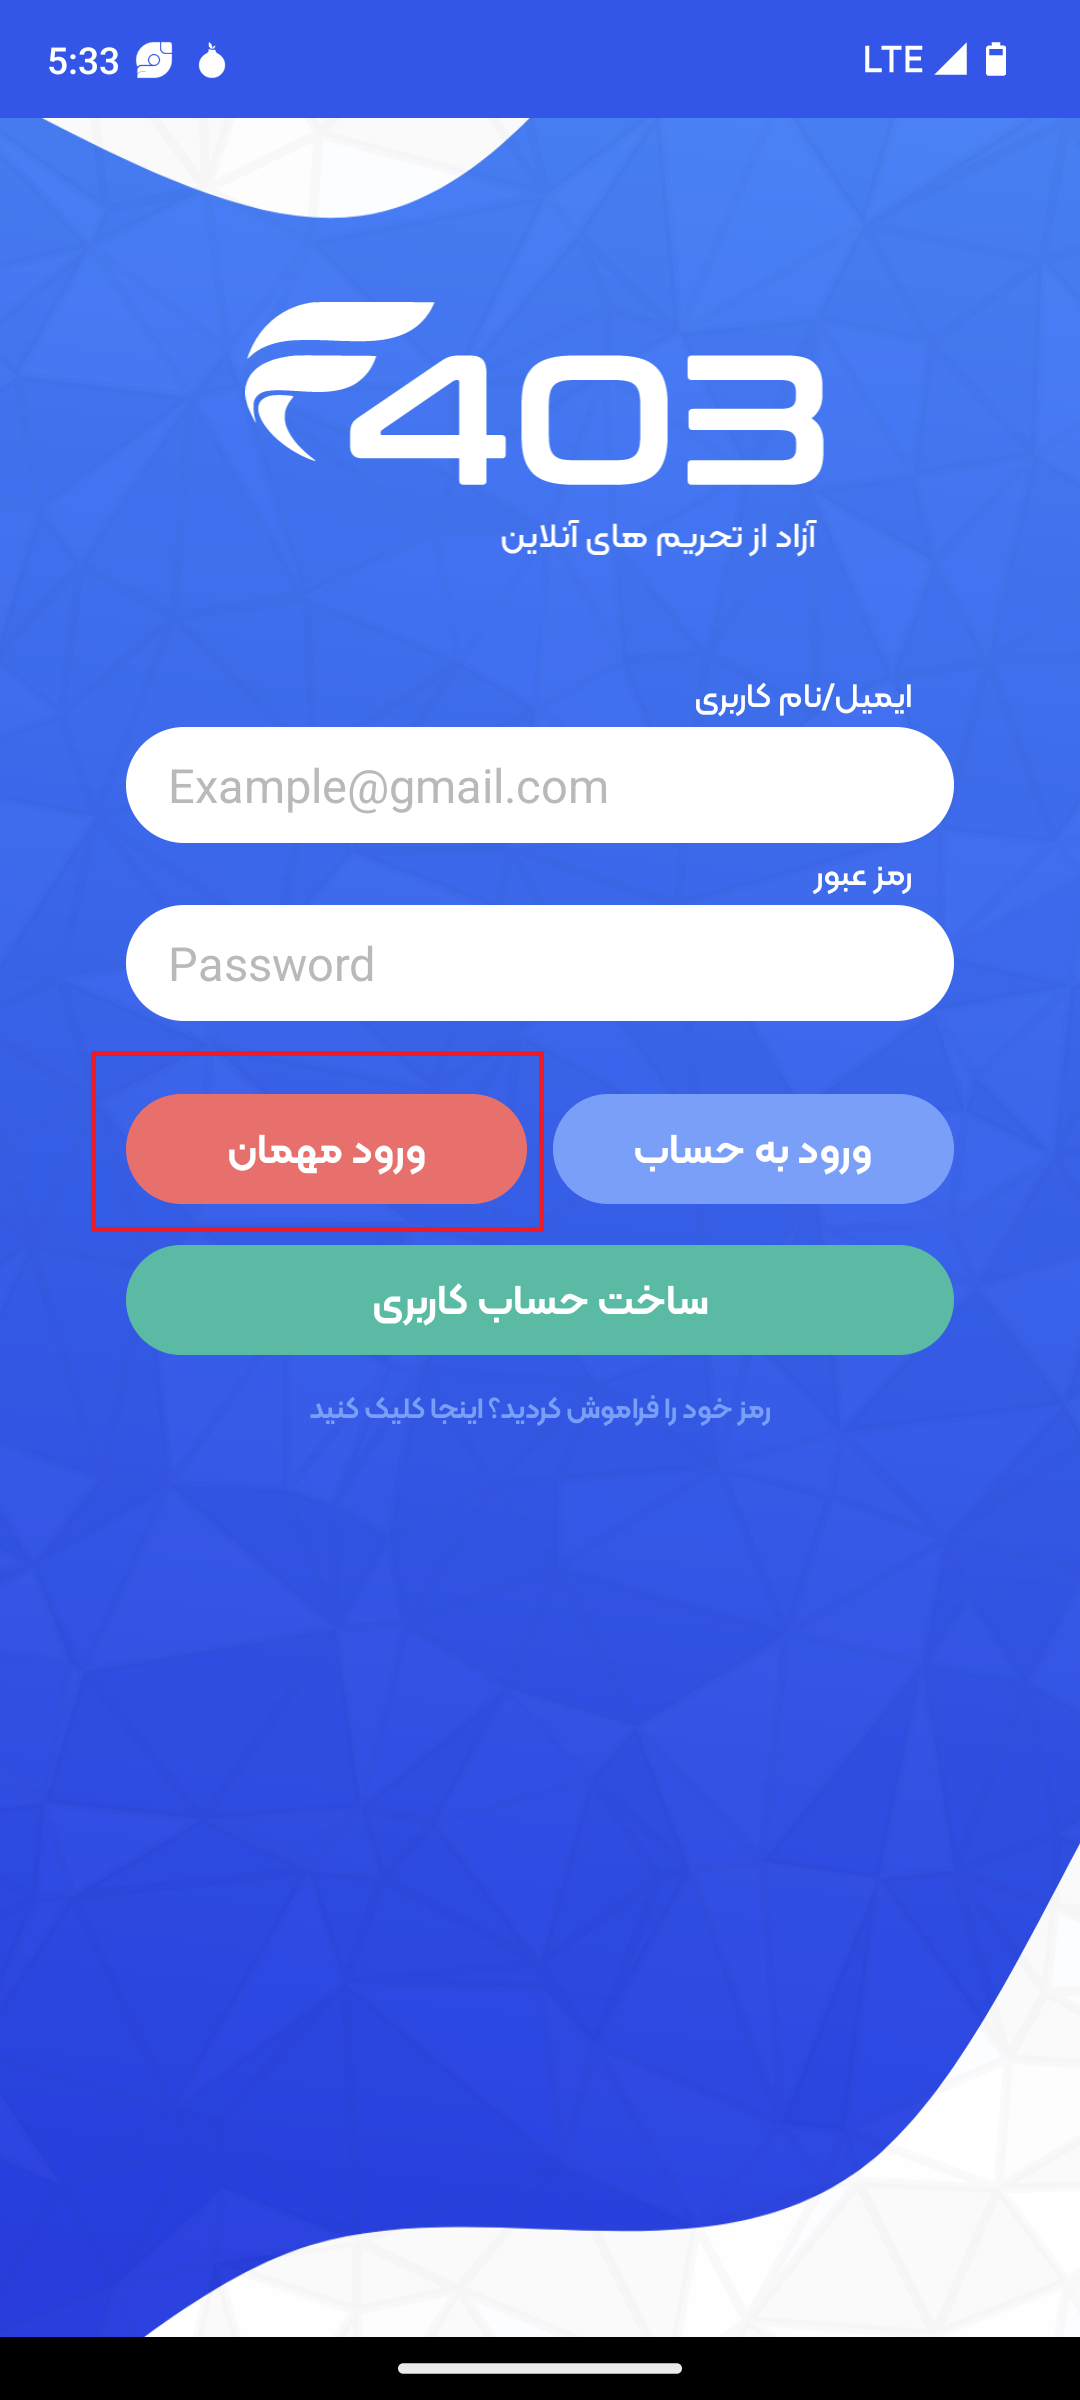 5:33 LTE
403
آزاد از تحریم های آنلاین
ایمیل/نام کاربری
Example@gmail.com
رمز عبور
Password
ورود به حساب
ورود مهمان
ساخت حساب کاربری
رمز خود را فراموش کردید؟ اینجا کلیک کنید